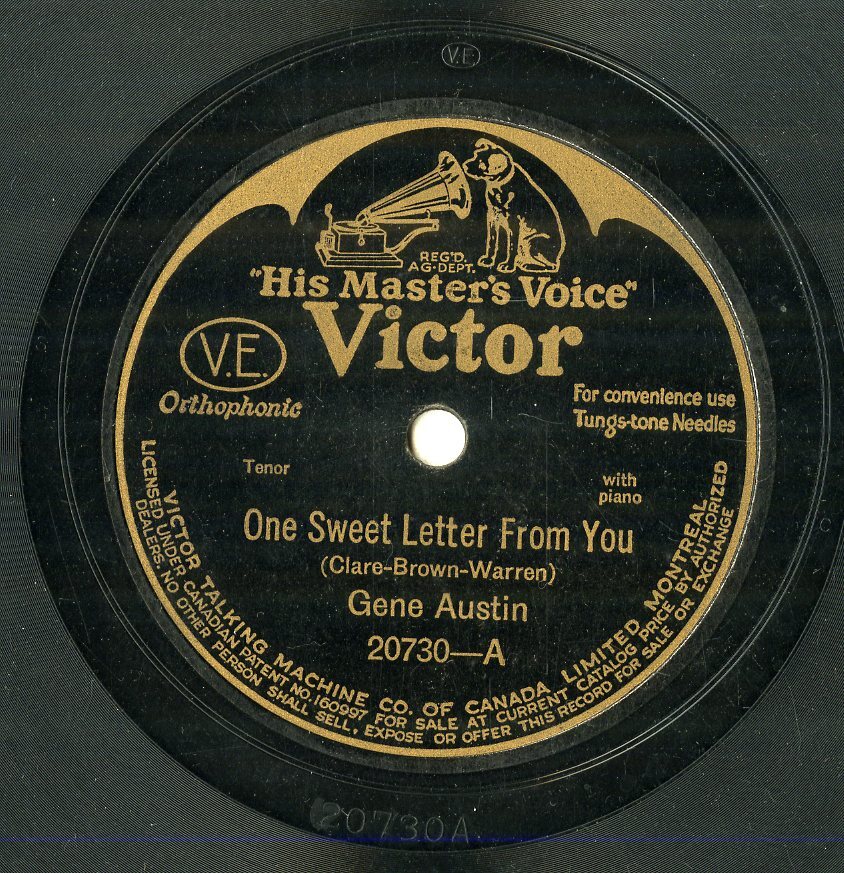 V.E.
REG'D.
AG-DEPT.
"His Master's Voice"
Victor
V.E.
Orthophonic
For convenience use
Tungs-tone Needles
Tenor
with
piano
One Sweet Letter From You
(Clare-Brown-Warren)
Gene Austin
20730—A
VICTOR TALKING MACHINE CO. OF CANADA, LIMITED, MONTREAL.
LICENSED UNDER CANADIAN PATENT NO. 160997 FOR SALE AT CURRENT CATALOG PRICE BY AUTHORIZED
DEALERS. NO OTHER PERSON SHALL SELL, EXPOSE OR OFFER THIS RECORD FOR SALE OR EXCHANGE
20730A